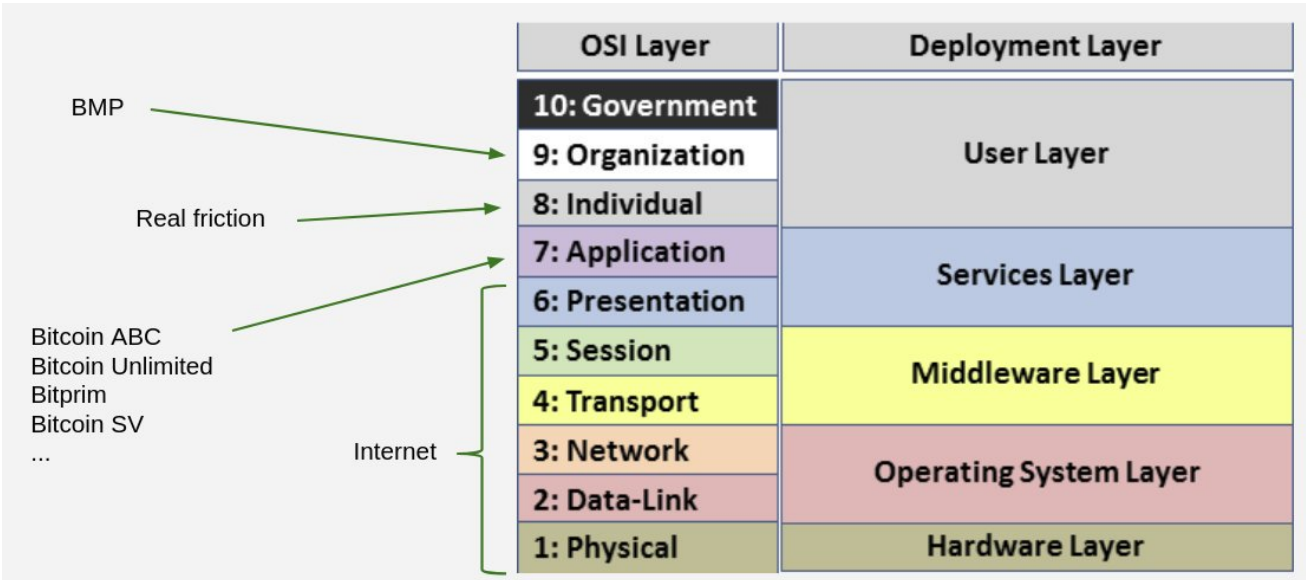 OSI Layer
Deployment Layer
BMP
Real friction
Bitcoin ABC
Bitcoin Unlimited
Bitprim
Bitcoin SV
...
Internet
10: Government
9: Organization
8: Individual
7: Application
6: Presentation
5: Session
4: Transport
3: Network
2: Data-Link
1: Physical
User Layer
Services Layer
Middleware Layer
Operating System Layer
Hardware Layer